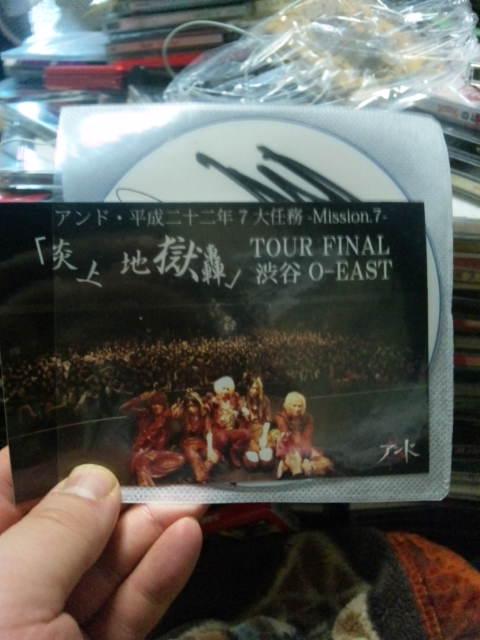 アンド・平成二十二年 7 大任務 -Mission.7-
「炎上 地獄轟」 TOUR FINAL
渋谷 O-EAST
アンド